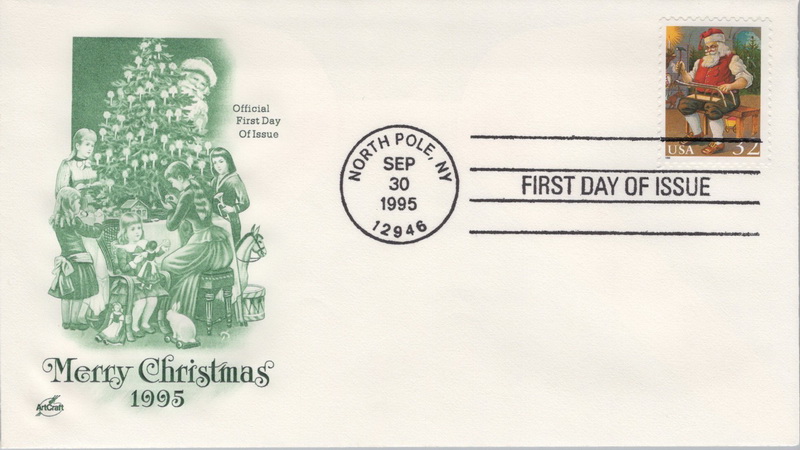 Official
First Day
Of Issue
NORTH POLE, NY
SEP
30
1995
12946
FIRST DAY OF ISSUE
USA 32
Merry Christmas
1995
ArtCraft